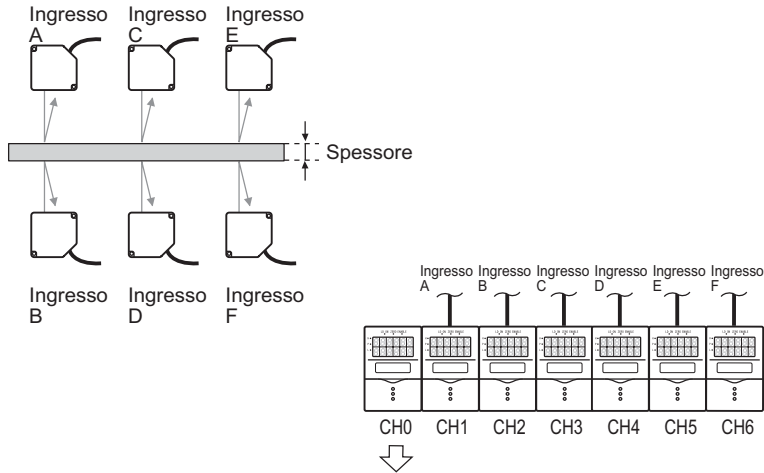 Ingresso Ingresso Ingresso
A C E
Spessore
Ingresso Ingresso Ingresso
B D F
Ingresso Ingresso Ingresso Ingresso Ingresso Ingresso
A B C D E F
CH0 CH1 CH2 CH3 CH4 CH5 CH6